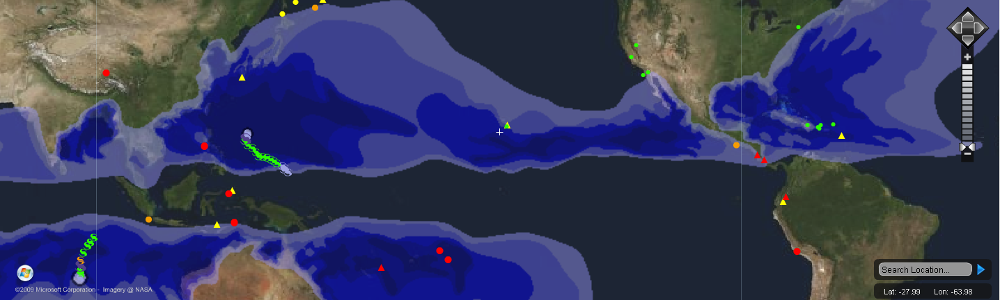 Search Location...
©2009 Microsoft Corporation - Imagery @ NASA
Lat: -27.99 Lon: -63.98